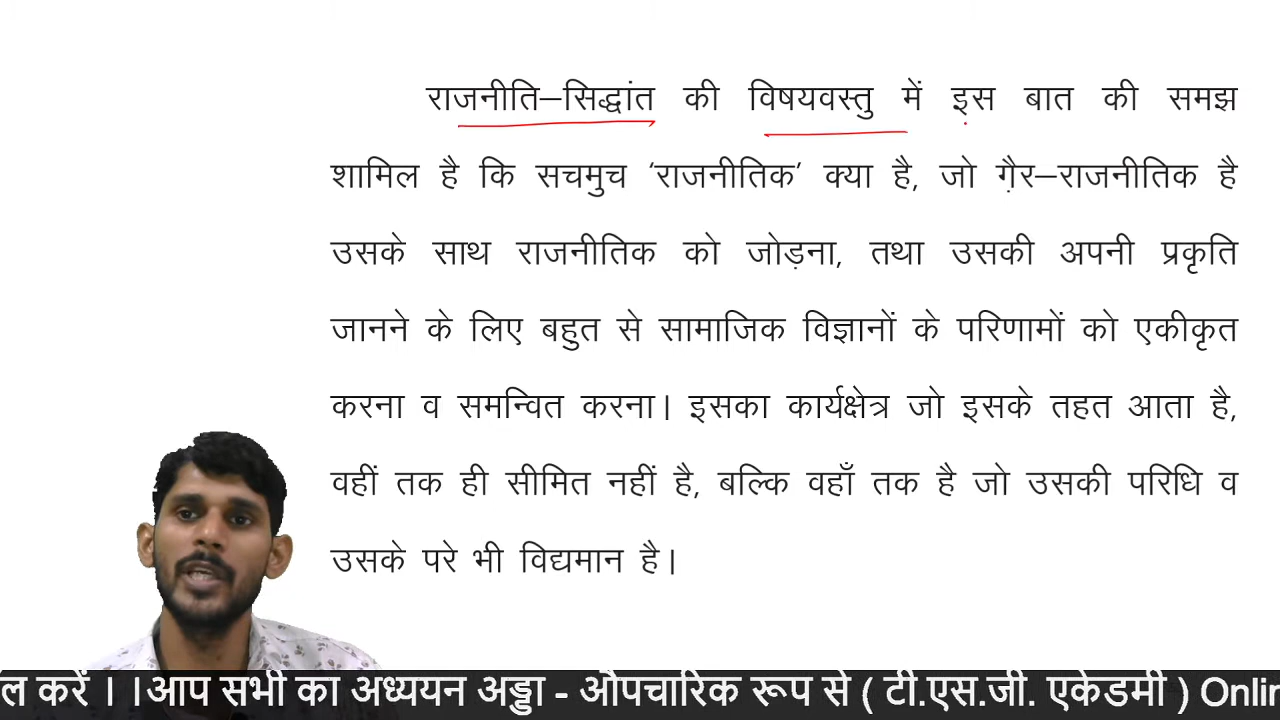 राजनीति–सिद्धांत की विषयवस्तु में इस बात की समझ
शामिल है कि सचमुच ‘राजनीतिक’ क्या है, जो गै़र–राजनीतिक है
उसके साथ राजनीतिक को जोड़ना, तथा उसकी अपनी प्रकृति
जानने के लिए बहुत से सामाजिक विज्ञानों के परिणामों को एकीकृत
करना व समन्वित करना। इसका कार्यक्षेत्र जो इसके तहत आता है,
वहीं तक ही सीमित नहीं है, बल्कि वहाँ तक है जो उसकी परिधि व
उसके परे भी विद्यमान है।
करें । ।आप सभी का अध्ययन अड्डा - औपचारिक रूप से ( टी.एस.जी. एकेडमी )